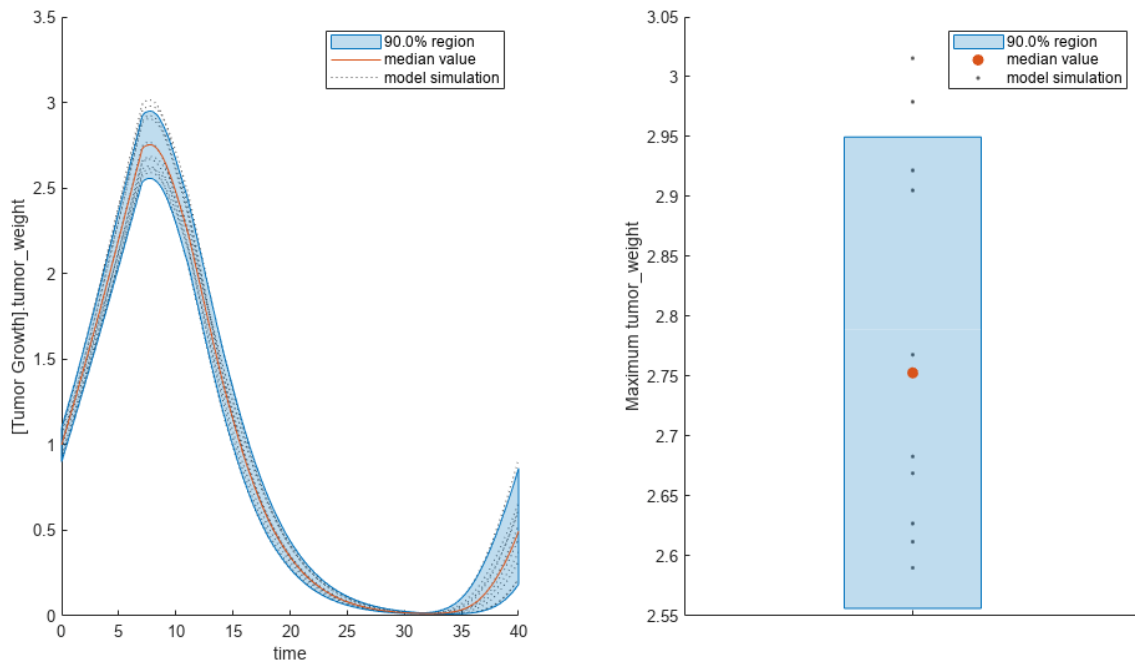 3.5
3
2.5
2
1.5
1
0.5
0
[Tumor Growth].tumor_weight
0 5 10 15 20 25 30 35 40
time
90.0% region
median value
model simulation
3.05
3
2.95
2.9
2.85
2.8
2.75
2.7
2.65
2.6
2.55
Maximum tumor_weight
90.0% region
median value
model simulation